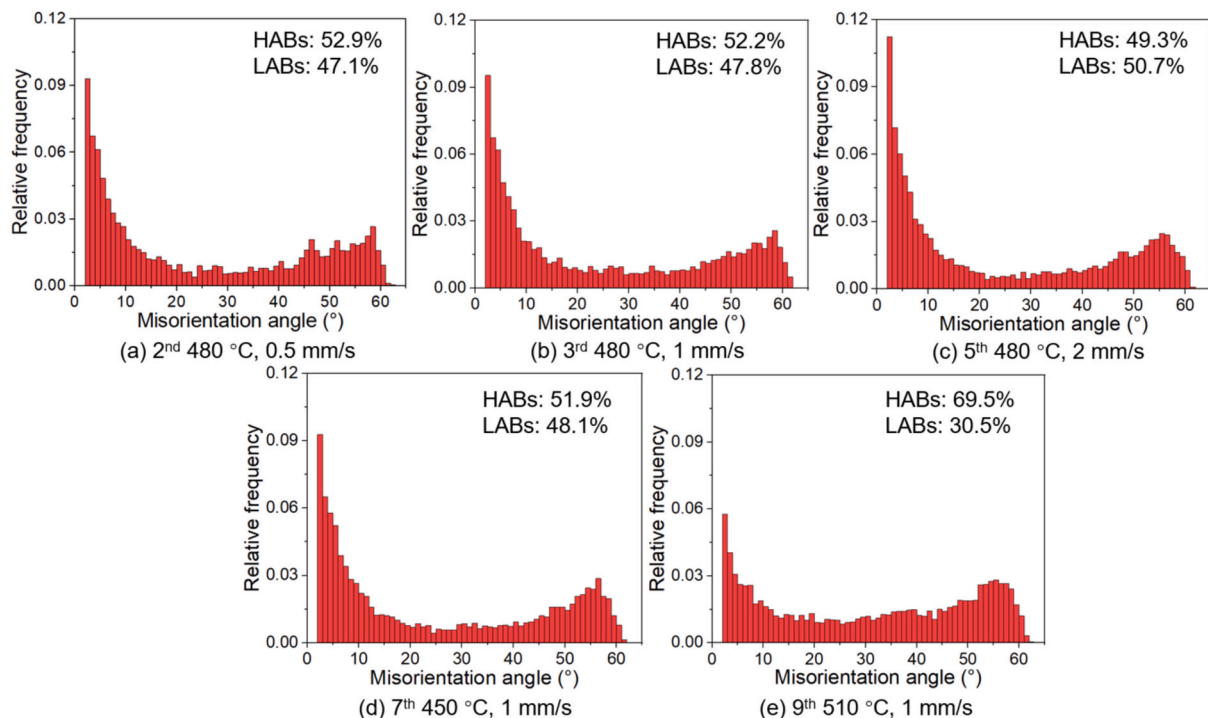 HABs: 52.9%
LABs: 47.1%
Relative frequency
0.12
0.09
0.06
0.03
0.00
0 10 20 30 40 50 60
Misorientation angle (°)
(a) 2nd 480 °C, 0.5 mm/s
HABs: 52.2%
LABs: 47.8%
Relative frequency
0.12
0.09
0.06
0.03
0.00
0 10 20 30 40 50 60
Misorientation angle (°)
(b) 3rd 480 °C, 1 mm/s
HABs: 49.3%
LABs: 50.7%
Relative frequency
0.12
0.09
0.06
0.03
0.00
0 10 20 30 40 50 60
Misorientation angle (°)
(c) 5th 480 °C, 2 mm/s
HABs: 51.9%
LABs: 48.1%
Relative frequency
0.12
0.09
0.06
0.03
0.00
0 10 20 30 40 50 60
Misorientation angle (°)
(d) 7th 450 °C, 1 mm/s
HABs: 69.5%
LABs: 30.5%
Relative frequency
0.12
0.09
0.06
0.03
0.00
0 10 20 30 40 50 60
Misorientation angle (°)
(e) 9th 510 °C, 1 mm/s